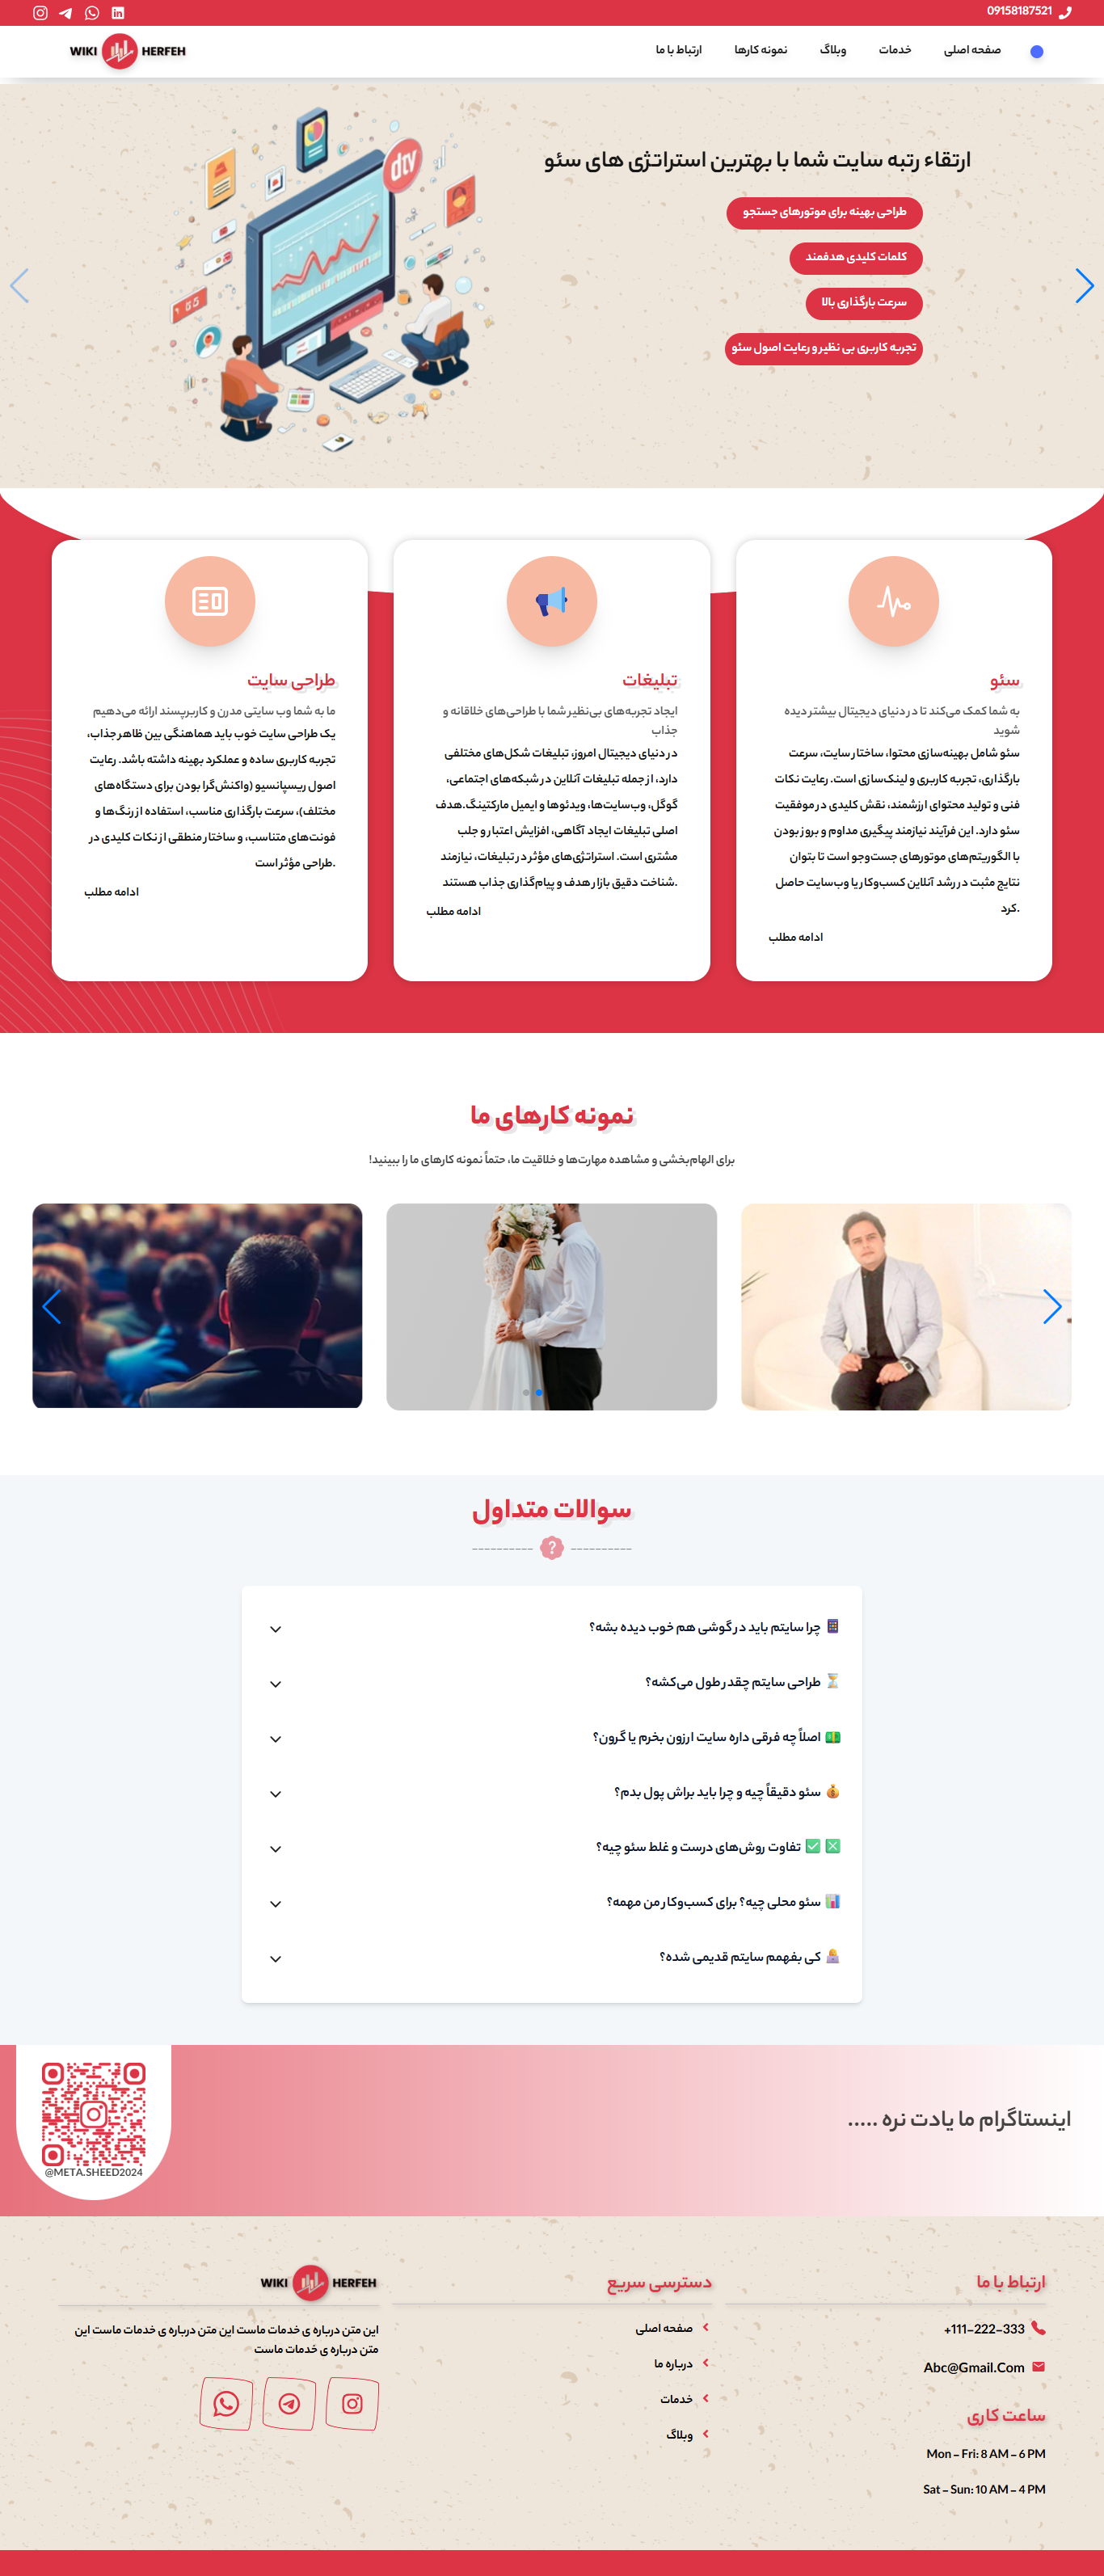 09158187521
صفحه اصلی
خدمات
وبلاگ
نمونه کارها
ارتباط با ما
WIKI HERFEH
ارتقاء رتبه سایت شما با بهترین استراتژی های سئو
طراحی بهینه برای موتورهای جستجو
کلمات کلیدی هدفمند
سرعت بارگذاری بالا
تجربه کاربری بی نظیر و رعایت اصول سئو
dtv
سئو
به شما کمک می‌کند تا در دنیای دیجیتال بیشتر دیده
شوید
سئو شامل بهینه‌سازی محتوا، ساختار سایت، سرعت
بارگذاری، تجربه کاربری و لینک‌سازی است. رعایت نکات
فنی و تولید محتوای ارزشمند، نقش کلیدی در موفقیت
سئو دارد. این فرآیند نیازمند پیگیری مداوم و بروز بودن
با الگوریتم‌های موتورهای جست‌وجو است تا بتوان
نتایج مثبت در رشد آنلاین کسب‌وکار یا وب‌سایت حاصل
.کرد
ادامه مطلب
تبلیغات
ایجاد تجربه‌های بی‌نظیر شما با طراحی‌های خلاقانه و
جذاب
در دنیای دیجیتال امروز، تبلیغات شکل‌های مختلفی
دارد، از جمله تبلیغات آنلاین در شبکه‌های اجتماعی،
گوگل، وب‌سایت‌ها، ویدئوها و ایمیل مارکتینگ.هدف
اصلی تبلیغات ایجاد آگاهی، افزایش اعتبار و جلب
مشتری است. استراتژی‌های مؤثر در تبلیغات، نیازمند
.شناخت دقیق بازار هدف و پیام‌گذاری جذاب هستند
ادامه مطلب
طراحی سایت
ما به شما وب سایتی مدرن و کاربرپسند ارائه می‌دهیم
یک طراحی سایت خوب باید هماهنگی بین ظاهر جذاب،
تجربه کاربری ساده و عملکرد بهینه داشته باشد. رعایت
اصول ریسپانسیو (واکنش‌گرا بودن برای دستگاه‌های
مختلف)، سرعت بارگذاری مناسب، استفاده از رنگ‌ها و
فونت‌های متناسب، و ساختار منطقی از نکات کلیدی در
.طراحی مؤثر است
ادامه مطلب
نمونه کارهای ما
برای الهام‌بخشی و مشاهده مهارت‌ها و خلاقیت ما، حتماً نمونه کارهای ما را ببینید!
سوالات متداول
---------- ? ----------
چرا سایتم باید در گوشی هم خوب دیده بشه؟
طراحی سایتم چقدر طول می‌کشه؟
اصلاً چه فرقی داره سایت ارزون بخرم یا گرون؟
سئو دقیقاً چیه و چرا باید براش پول بدم؟
تفاوت روش‌های درست و غلط سئو چیه؟
سئو محلی چیه؟ برای کسب‌وکار من مهمه؟
کی بفهمم سایتم قدیمی شده؟
اینستاگرام ما یادت نره .....
@META.SHEED2024
ارتباط با ما
+111-222-333
Abc@Gmail.Com
ساعت کاری
Mon - Fri: 8 AM - 6 PM
Sat - Sun: 10 AM - 4 PM
دسترسی سریع
صفحه اصلی
درباره ما
خدمات
وبلاگ
WIKI HERFEH
این متن درباره ی خدمات ماست این متن درباره ی خدمات ماست این
متن درباره ی خدمات ماست